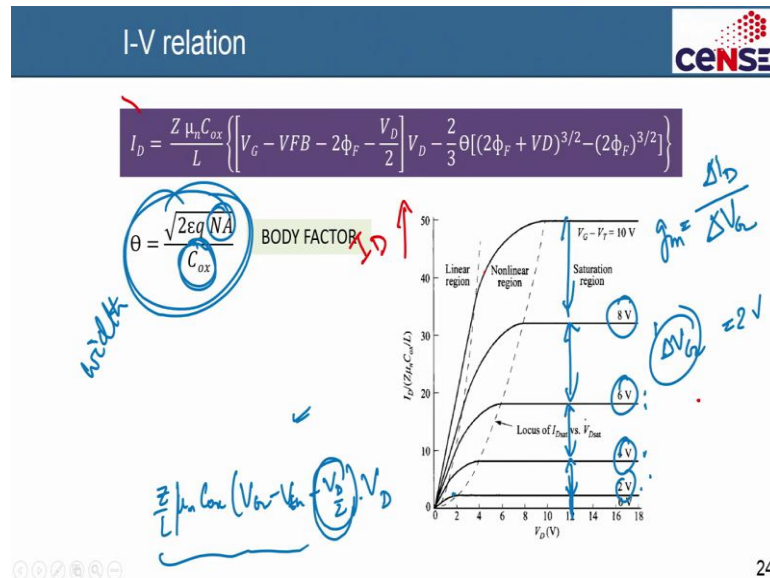 I-V relation
CENSE
I_D = Z μ_n C_ox / L {[V_G − VFB − 2ϕ_F − V_D/2] V_D − 2/3 Θ[(2ϕ_F + VD)^3/2−(2ϕ_F)^3/2]}
Θ = √2εq NA / C_ox
BODY FACTOR
I_D ↑
width
g_m = ΔI_D / ΔV_G
50
40
30
20
10
0
I_D/(Zμ_nC_ox/L)
Linear region
Nonlinear region
Saturation region
V_G − V_T = 10 V
8 V
6 V
4 V
2 V
0 V
ΔV_G = 2 V
Locus of I_Dsat vs. V_Dsat
0 2 4 6 8 10 12 14 16 18
V_D(V)
Z/L μ_n Cox (V_G − V_th − V_D/2) · V_D
24